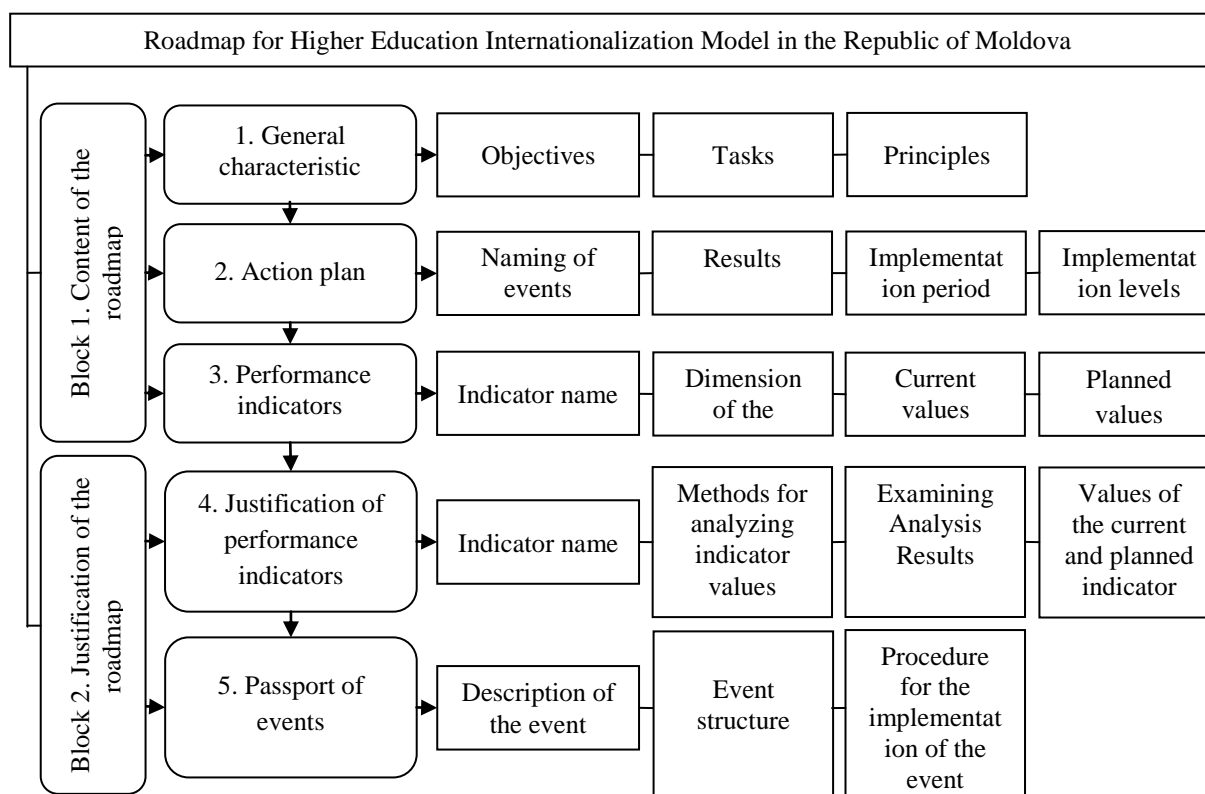 Roadmap for Higher Education Internationalization Model in the Republic of Moldova
Block 1. Content of the
roadmap
1. General
characteristic
Objectives
Tasks
Principles
2. Action plan
Naming of
events
Results
Implementat
ion period
Implementat
ion levels
3. Performance
indicators
Indicator name
Dimension
of the
Current
values
Planned
values
Block 2. Justification of the
roadmap
4. Justification of
performance
indicators
Indicator name
Methods for
analyzing
indicator
values
Examining
Analysis
Results
Values of
the current
and planned
indicator
5. Passport of
events
Description of
the event
Event
structure
Procedure
for the
implementat
ion of the
event